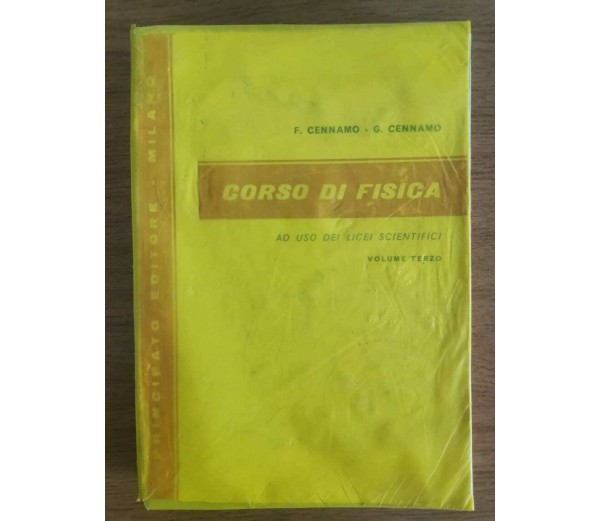 F. CENNAMO - G. CENNAMO
CORSO DI FISICA
AD USO DEI LICEI SCIENTIFICI
VOLUME TERZO
PRINCIPATO EDITORE - MILANO